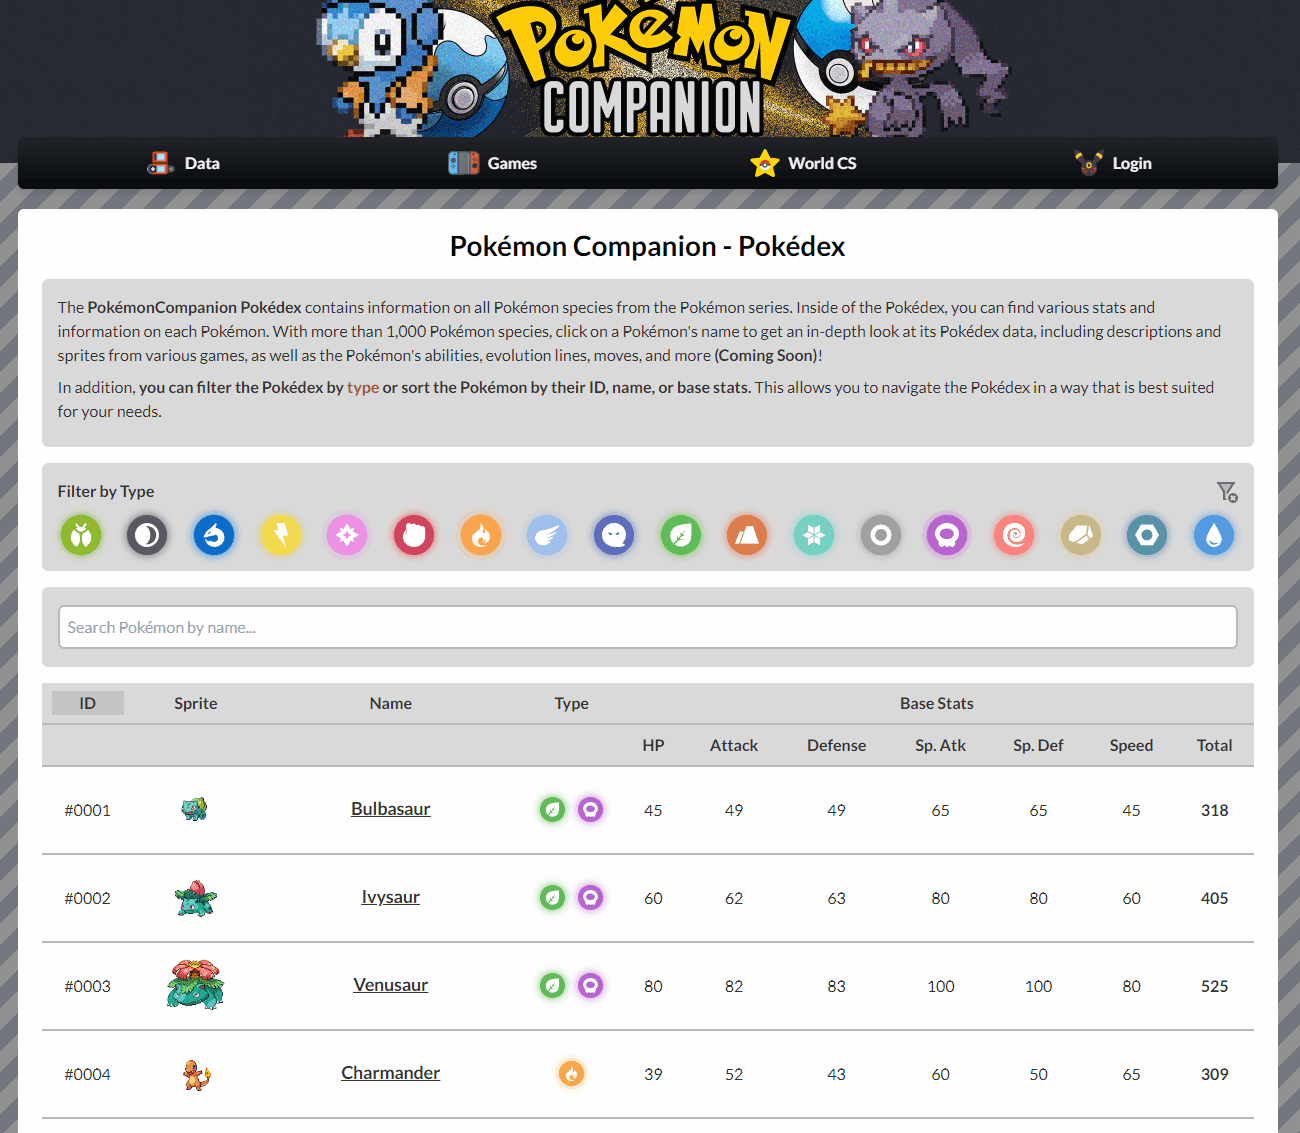 POKéMON
COMPANION
Data Games World CS Login
Pokémon Companion - Pokédex
The PokémonCompanion Pokédex contains information on all Pokémon species from the Pokémon series. Inside of the Pokédex, you can find various stats and
information on each Pokémon. With more than 1,000 Pokémon species, click on a Pokémon's name to get an in-depth look at its Pokédex data, including descriptions and
sprites from various games, as well as the Pokémon's abilities, evolution lines, moves, and more (Coming Soon)!
In addition, you can filter the Pokédex by type or sort the Pokémon by their ID, name, or base stats. This allows you to navigate the Pokédex in a way that is best suited
for your needs.
Filter by Type
Search Pokémon by name...
ID Sprite Name Type Base Stats
HP Attack Defense Sp. Atk Sp. Def Speed Total
#0001 Bulbasaur 45 49 49 65 65 45 318
#0002 Ivysaur 60 62 63 80 80 60 405
#0003 Venusaur 80 82 83 100 100 80 525
#0004 Charmander 39 52 43 60 50 65 309